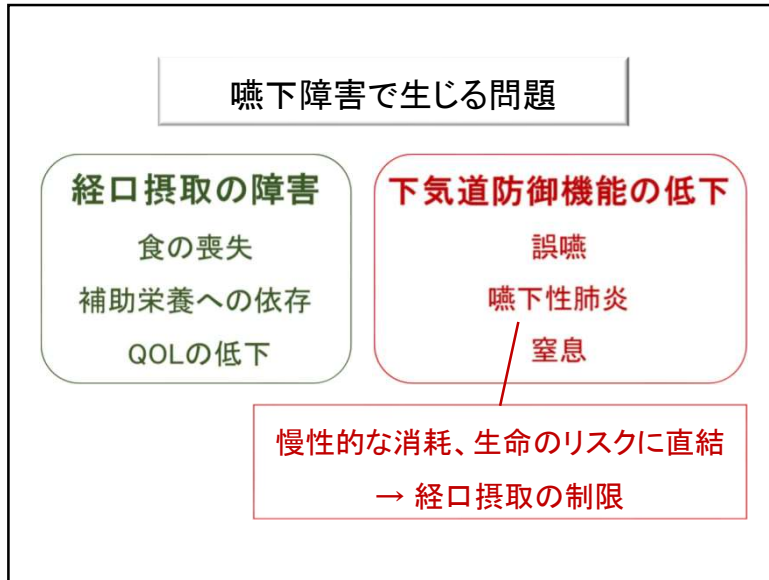 嚥下障害で生じる問題
経口摂取の障害
食の喪失
補助栄養への依存
QOLの低下
下気道防御機能の低下
誤嚥
嚥下性肺炎
窒息
慢性的な消耗、生命のリスクに直結
→ 経口摂取の制限